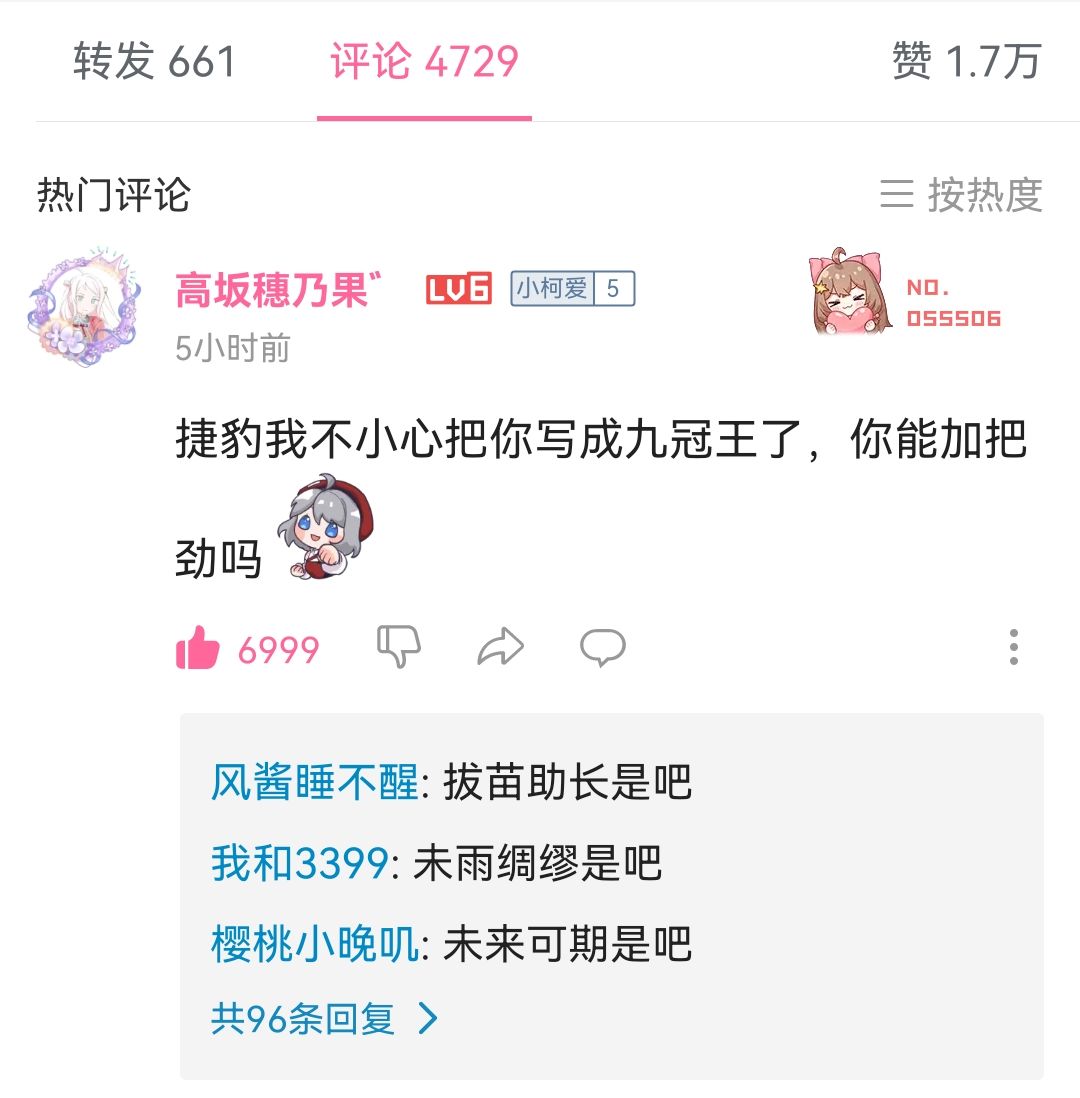 转发 661 评论 4729 赞 1.7万
热门评论 按热度
高坂穗乃果゛ LV6 小柯爱 5 NO.
055506
5小时前
捷豹我不小心把你写成九冠王了，你能加把
劲吗
6999
风酱睡不醒: 拔苗助长是吧
我和3399: 未雨绸缪是吧
樱桃小晚叽: 未来可期是吧
共96条回复